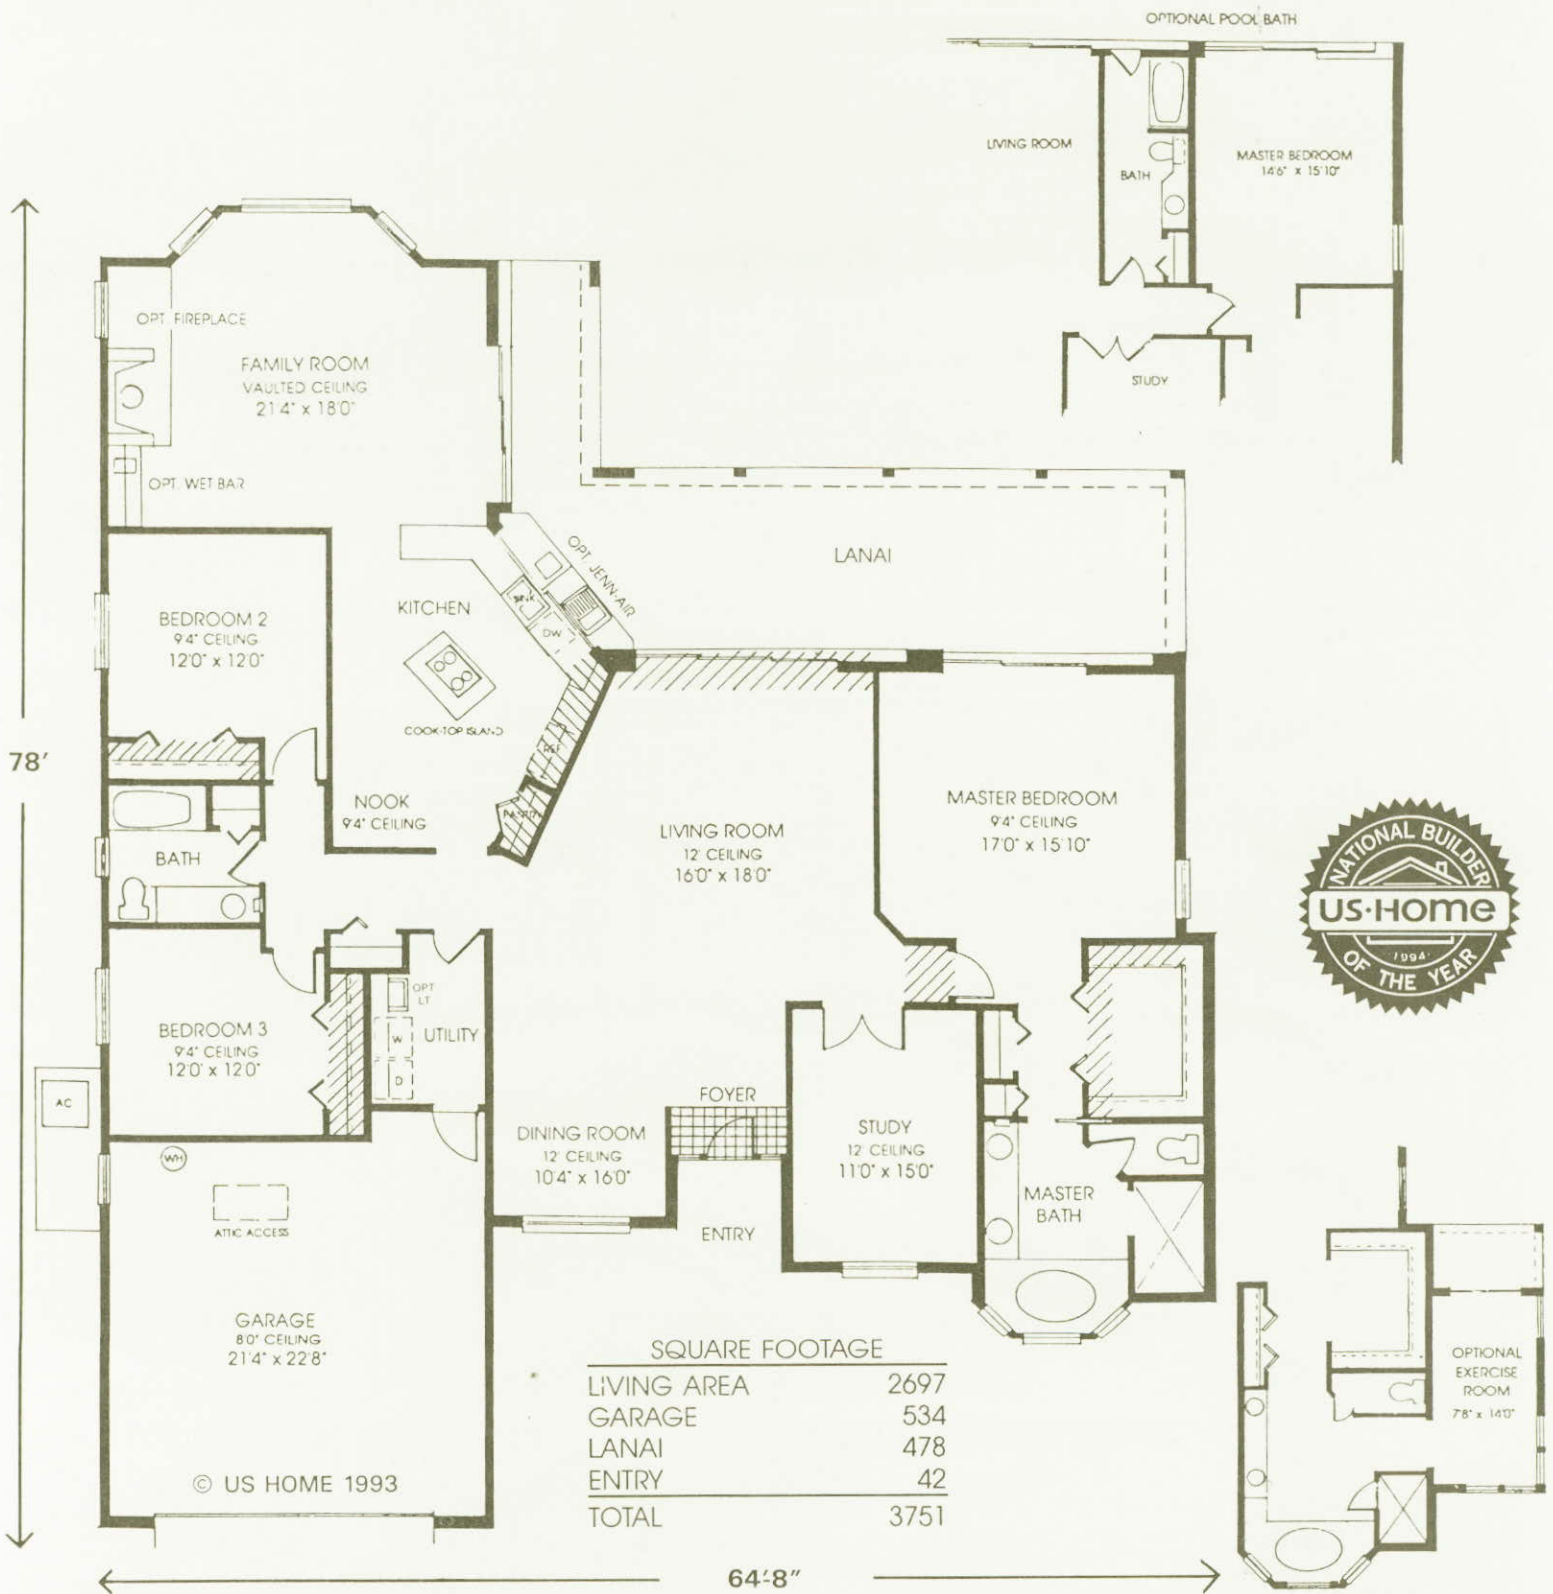 OPTIONAL POOL BATH
LIVING ROOM
BATH
MASTER BEDROOM
14'6" x 15'10"
STUDY
OPT. FIREPLACE
FAMILY ROOM
VAULTED CEILING
21'4" x 18'0"
OPT. WET BAR
LANAI
OPT. JENN-AIR
SINK
DW
KITCHEN
COOK-TOP ISLAND
REF
PANTRY
BEDROOM 2
9'4" CEILING
12'0" x 12'0"
78'
NOOK
9'4" CEILING
BATH
LIVING ROOM
12' CEILING
16'0" x 18'0"
MASTER BEDROOM
9'4" CEILING
17'0" x 15'10"
NATIONAL BUILDER
US·Home
1994
OF THE YEAR
BEDROOM 3
9'4" CEILING
12'0" x 12'0"
OPT
LT
W
D
UTILITY
AC
FOYER
DINING ROOM
12' CEILING
10'4" x 16'0"
STUDY
12' CEILING
11'0" x 15'0"
MASTER
BATH
ENTRY
WH
ATTIC ACCESS
GARAGE
8'0" CEILING
21'4" x 22'8"
© US HOME 1993
SQUARE FOOTAGE
LIVING AREA 2697
GARAGE 534
LANAI 478
ENTRY 42
TOTAL 3751
OPTIONAL
EXERCISE
ROOM
7'8" x 14'0"
64'-8"